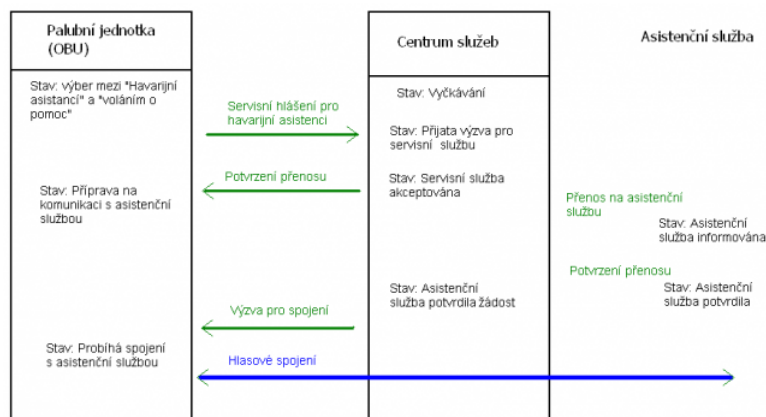 Palubní jednotka
(OBU)
Stav: výber mezi "Havarijní
asistancí" a "voláním o
pomoc"
Stav: Příprava na
komunikaci s asistenční
službou
Stav: Probíhá spojení
s asistenční službou
Servisní hlášení pro
havarijní asistenci
Potvrzení přenosu
Výzva pro spojení
Hlasové spojení
Centrum služeb
Stav: Vyčkávání
Stav: Přijata výzva pro
servisní službu
Stav: Servisní služba
akceptována
Stav: Asistenční
služba potvrdila žádost
Asistenční služba
Přenos na asistenční
službu
Stav: Asistenční
služba informována
Potvrzení přenosu
Stav: Asistenční
služba potvrdila